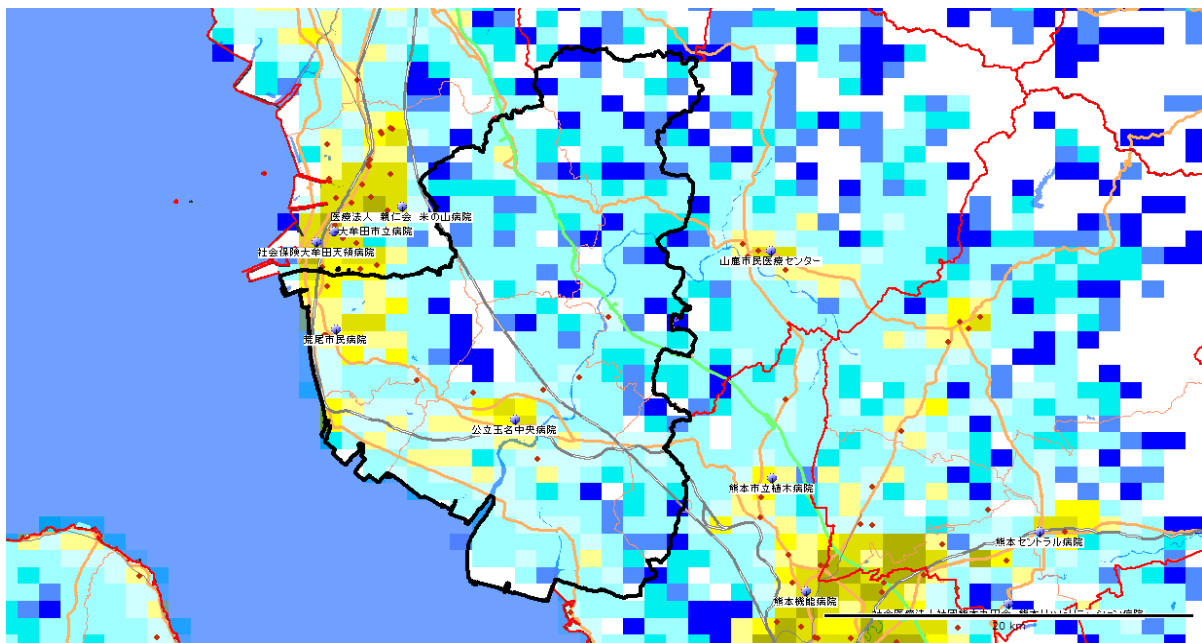 医療法人 親仁会 米の山病院
大牟田市立病院
社会保険大牟田天領病院
山鹿市民医療センター
荒尾市民病院
公立玉名中央病院
熊本市立植木病院
熊本セントラル病院
熊本機能病院
20 km